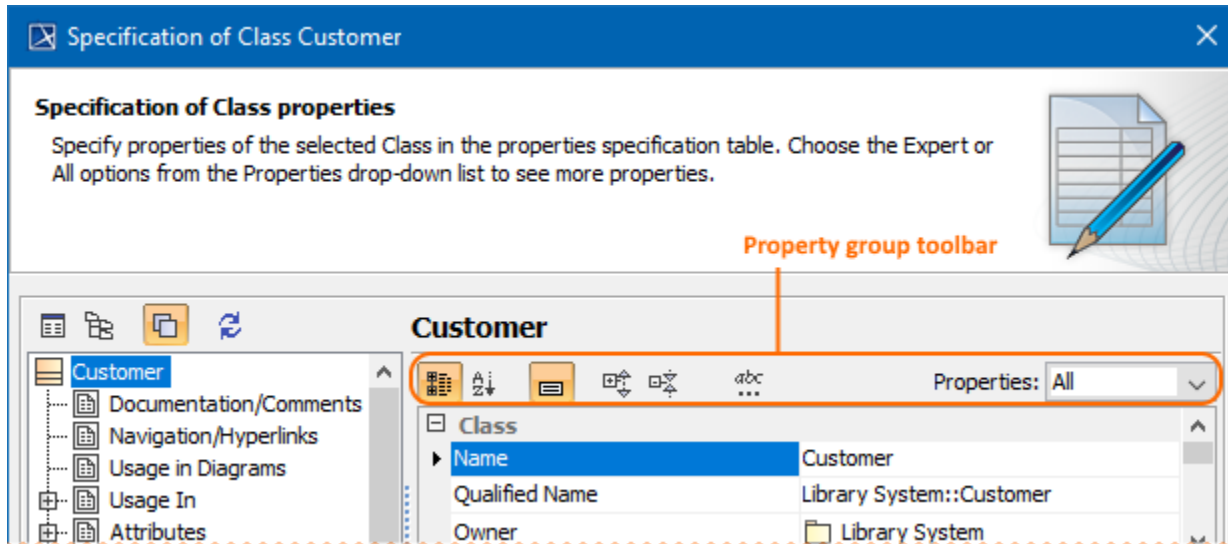 Specification of Class Customer
Specification of Class properties
Specify properties of the selected Class in the properties specification table. Choose the Expert or
All options from the Properties drop-down list to see more properties.
Property group toolbar
Customer
Customer
Documentation/Comments
Navigation/Hyperlinks
Usage in Diagrams
Usage In
Attributes
A Z
abc
Properties: All
Class
Name Customer
Qualified Name Library System::Customer
Owner Library System